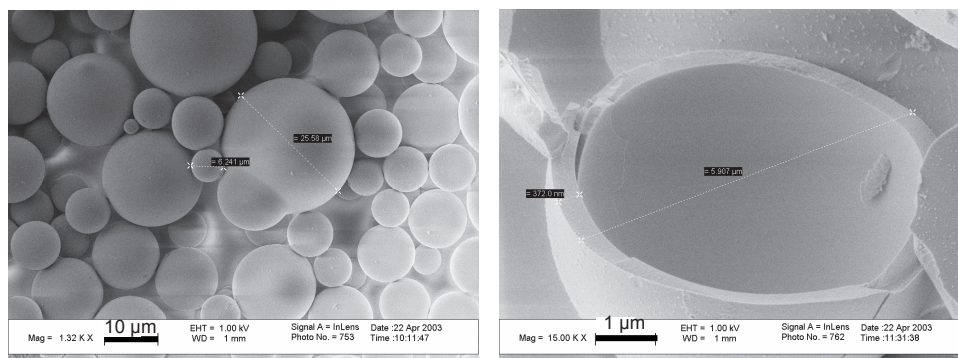 = 25.58 µm
= 6.241 µm
10 µm
Mag = 1.32 K X
EHT = 1.00 kV
WD = 1 mm
Signal A = InLens
Photo No. = 753
Date :22 Apr 2003
Time :10:11:47
= 5.907 µm
= 372.0 nm
1 µm
Mag = 15.00 K X
EHT = 1.00 kV
WD = 1 mm
Signal A = InLens
Photo No. = 762
Date :22 Apr 2003
Time :11:31:38